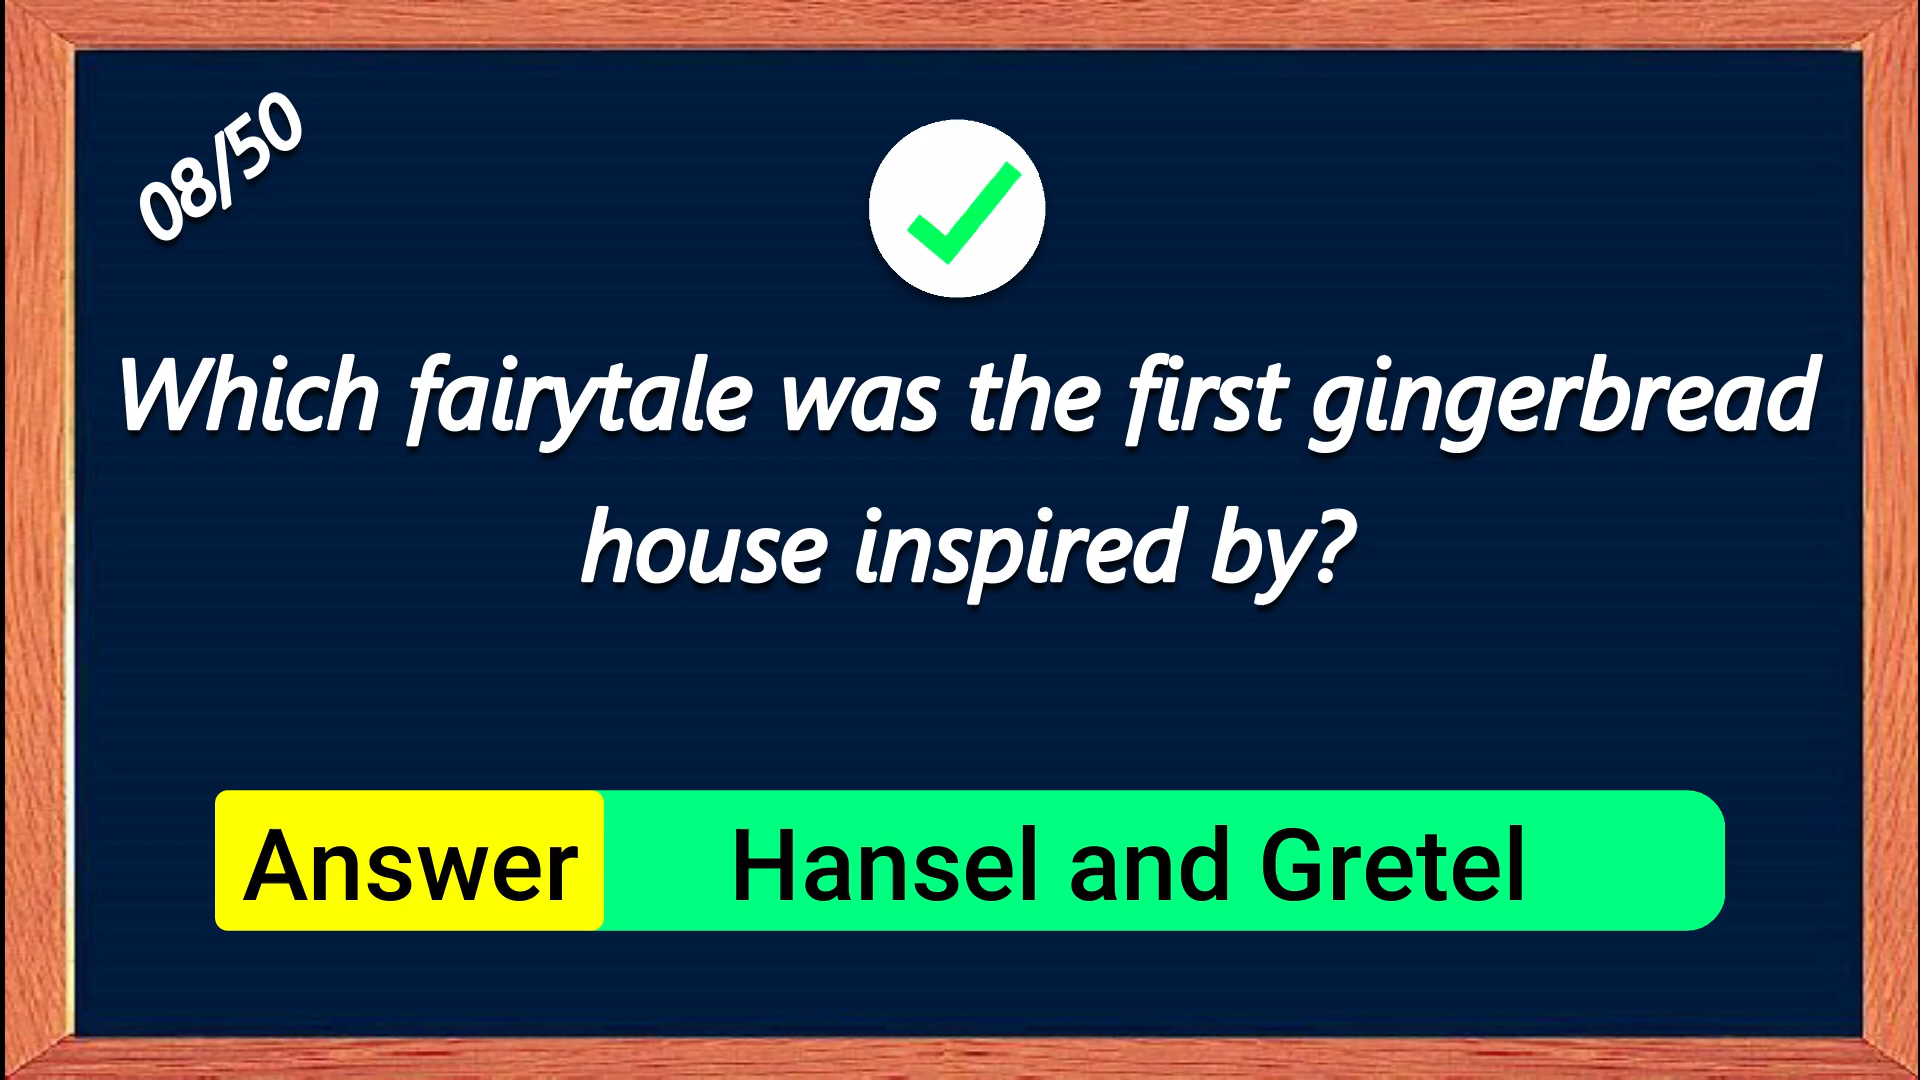 08/50
Which fairytale was the first gingerbread
house inspired by?
Answer Hansel and Gretel